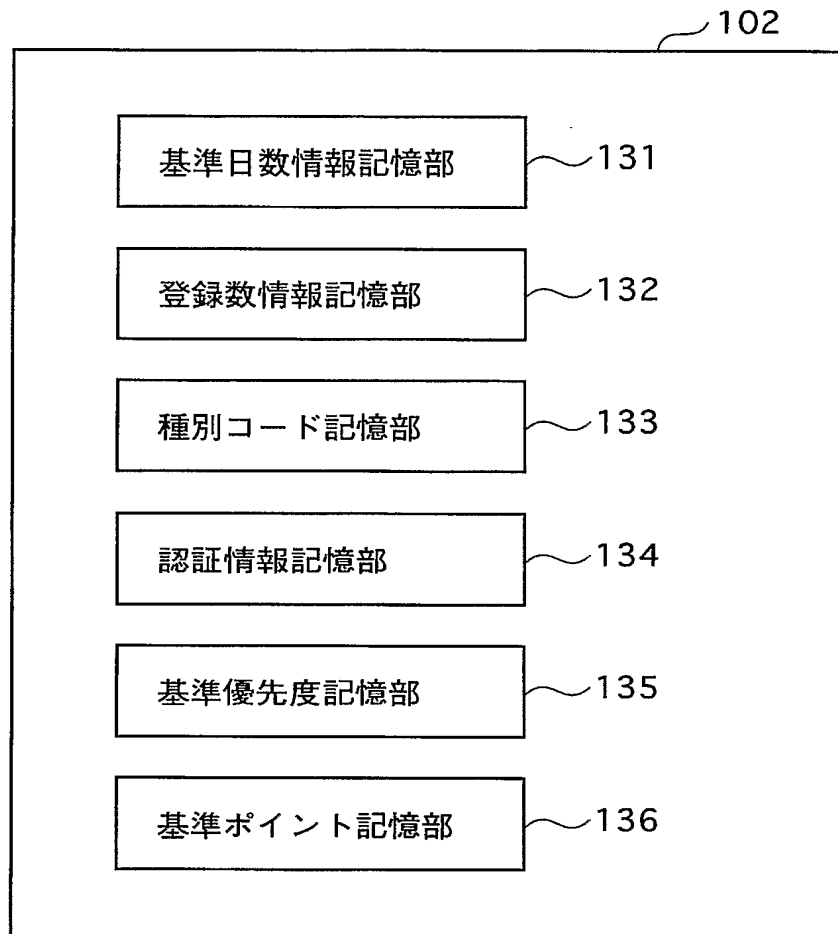 102
基準日数情報記憶部 131
登録数情報記憶部 132
種別コード記憶部 133
認証情報記憶部 134
基準優先度記憶部 135
基準ポイント記憶部 136